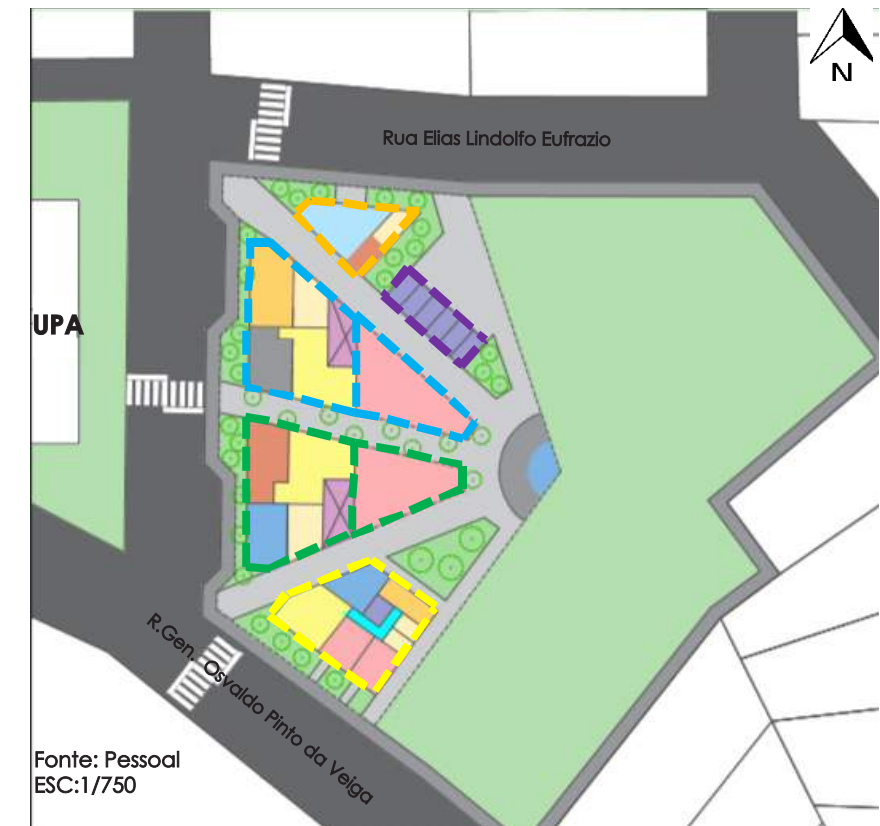 N
Rua Elias Lindolfo Eufrazio
UPA
R.Gen. Osvaldo Pinto da Veiga
Fonte: Pessoal
ESC:1/750